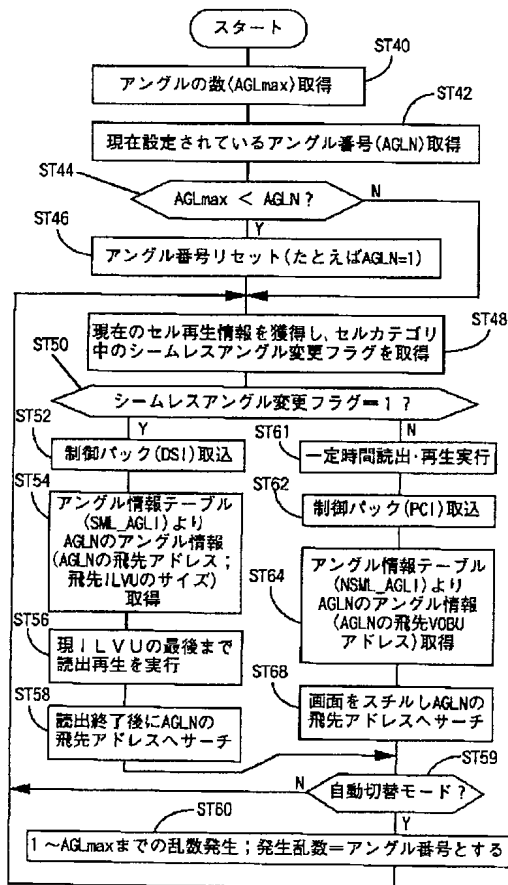 スタート
ST40
アングルの数(AGLmax)取得
ST42
現在設定されているアングル番号(AGLN)取得
ST44
AGLmax < AGLN ?
N
Y
ST46
アングル番号リセット(たとえばAGLN=1)
現在のセル再生情報を獲得し、セルカテゴリ
中のシームレスアングル変更フラグを取得
ST48
ST50
シームレスアングル変更フラグ==1 ?
Y
N
ST52
制御パック(DSI)取込
ST54
アングル情報テーブル
(SML_AGLI)より
AGLNのアングル情報
(AGLNの飛先アドレス;
飛先ILVUのサイズ)
取得
ST56
現ILVUの最後まで
読出再生を実行
ST58
読出終了後にAGLNの
飛先アドレスへサーチ
ST61
一定時間読出・再生実行
ST62
制御パック(PCI)取込
ST64
アングル情報テーブル
(NSML_AGLI)より
AGLNのアングル情報
(AGLNの飛先VOBU
アドレス)取得
ST68
画面をスチルしAGLNの
飛先アドレスへサーチ
ST59
自動切替モード?
N
Y
ST60
1~AGLmaxまでの乱数発生;発生乱数=アングル番号とする